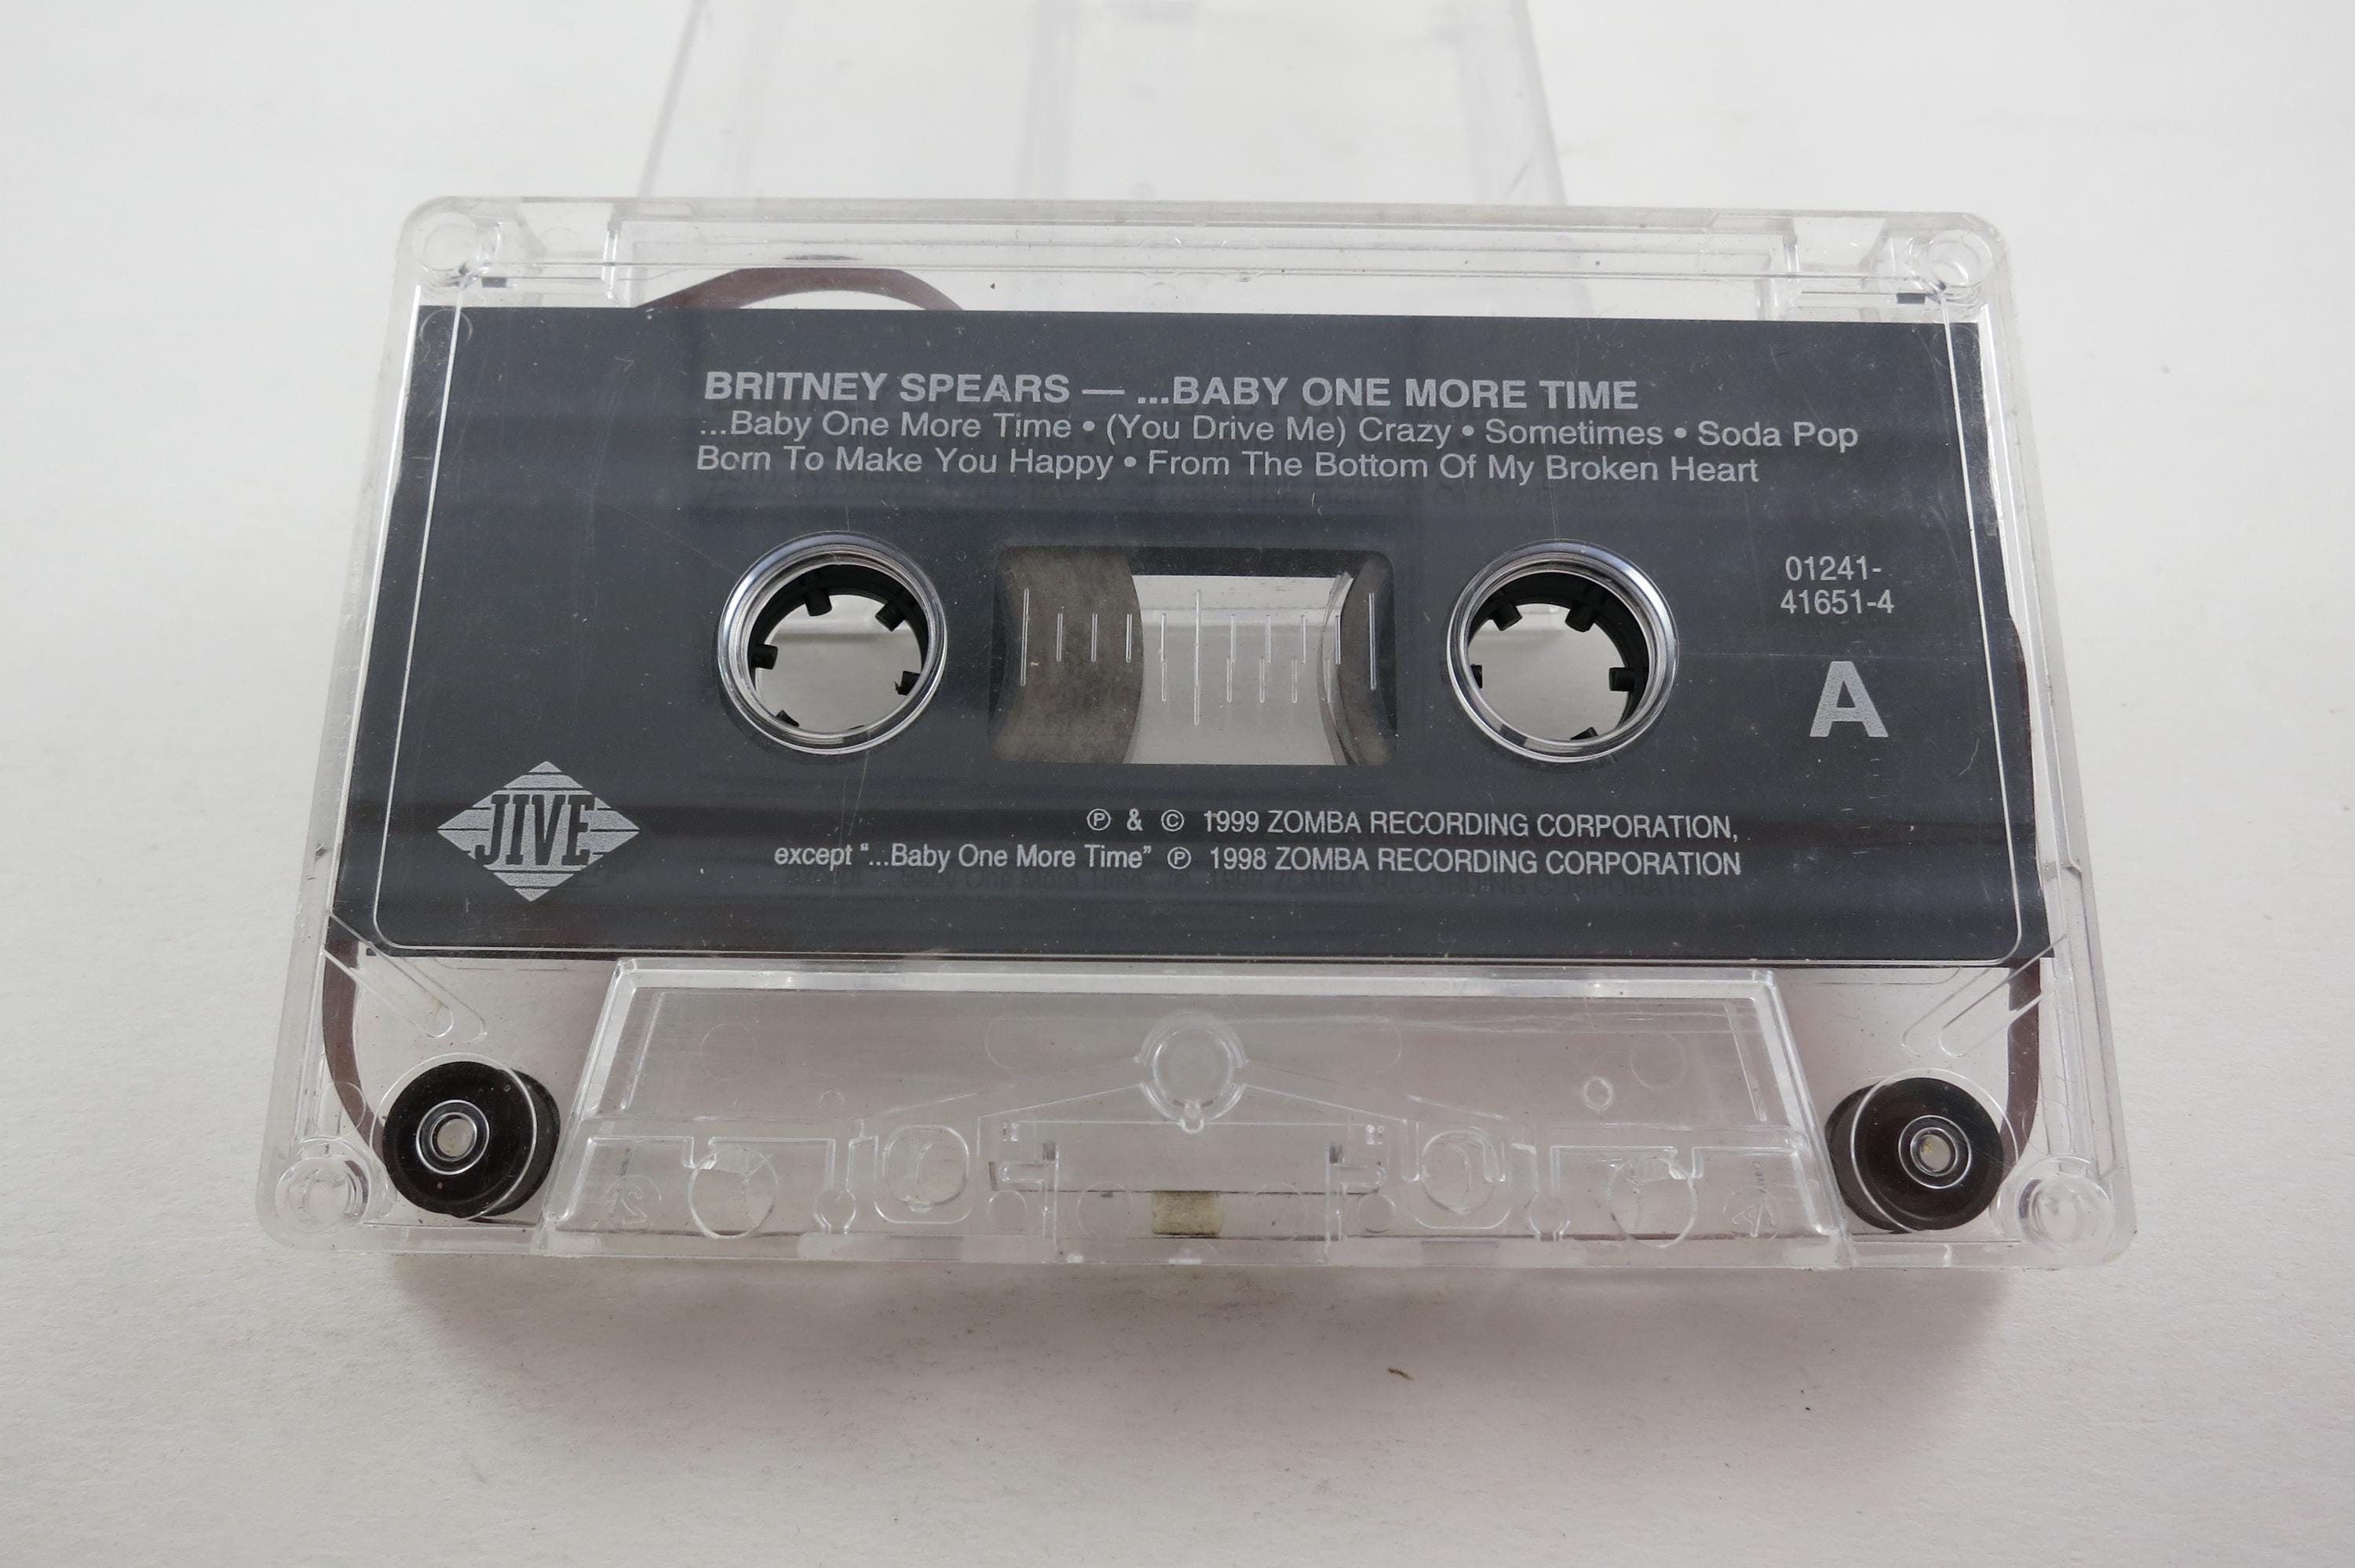 BRITNEY SPEARS — ...BABY ONE MORE TIME
...Baby One More Time • (You Drive Me) Crazy • Sometimes • Soda Pop
Born To Make You Happy • From The Bottom Of My Broken Heart
01241-
41651-4
A
JIVE
℗ & © 1999 ZOMBA RECORDING CORPORATION,
except “...Baby One More Time” ℗ 1998 ZOMBA RECORDING CORPORATION